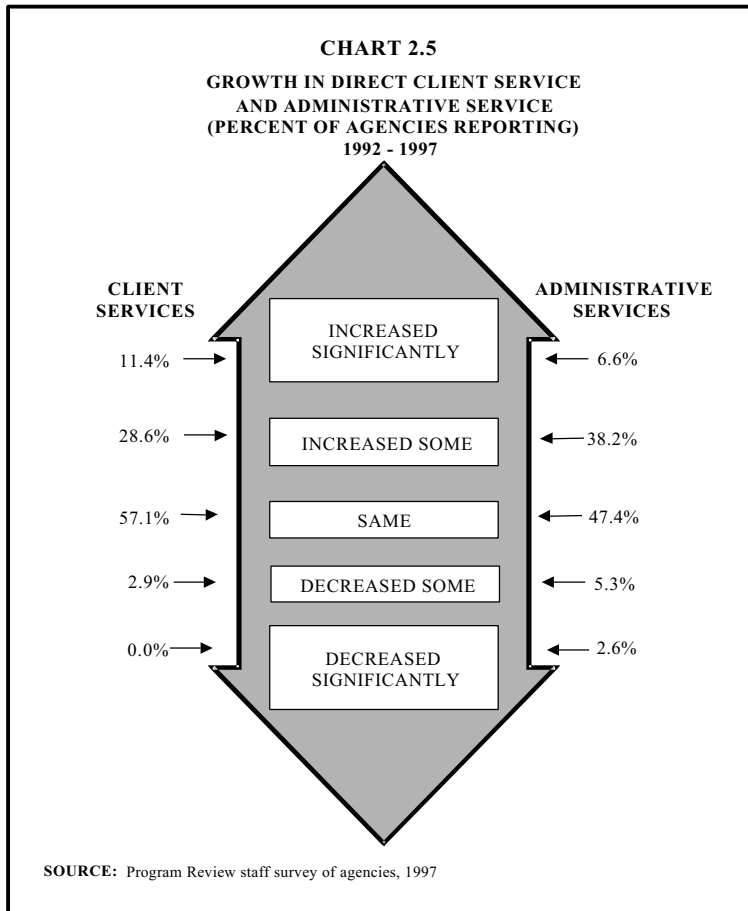 CHART 2.5
GROWTH IN DIRECT CLIENT SERVICE
AND ADMINISTRATIVE SERVICE
(PERCENT OF AGENCIES REPORTING)
1992 - 1997
CLIENT
SERVICES
ADMINISTRATIVE
SERVICES
INCREASED
SIGNIFICANTLY
11.4%
6.6%
28.6%
INCREASED SOME
38.2%
57.1%
SAME
47.4%
2.9%
DECREASED SOME
5.3%
0.0%
DECREASED
SIGNIFICANTLY
2.6%
SOURCE: Program Review staff survey of agencies, 1997